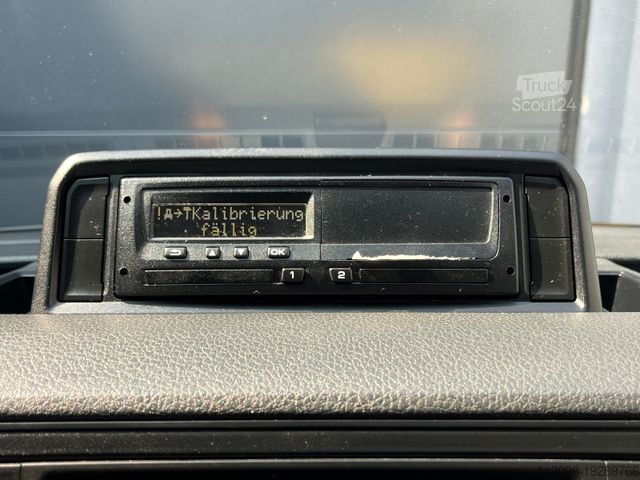 Truck
Scout24
!A→TKalibrierung
fällig
OK
1 2